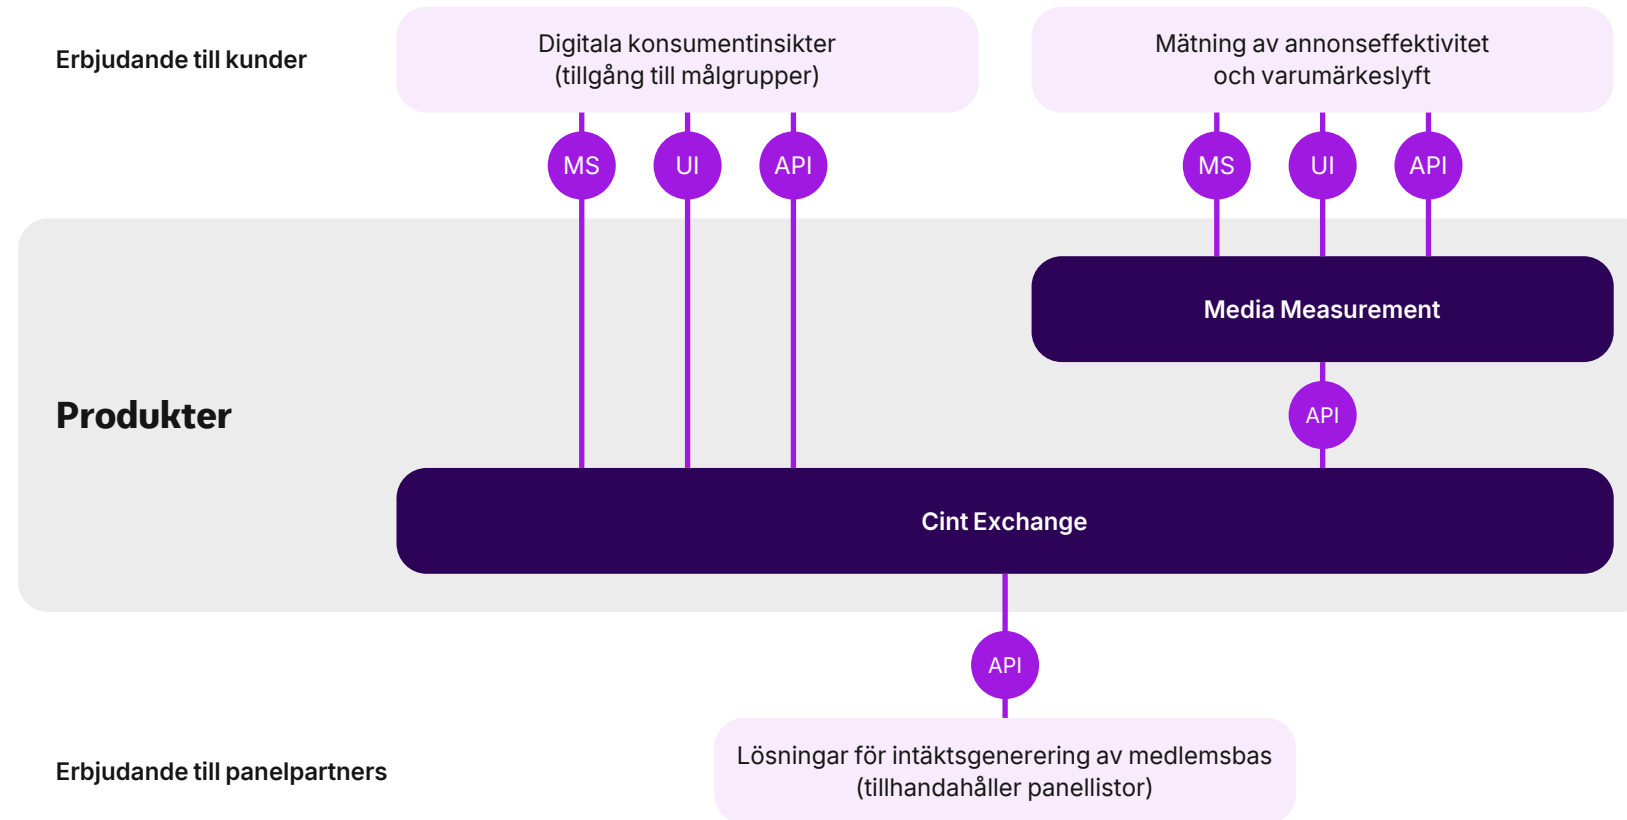 Erbjudande till kunder
Digitala konsumentinsikter
(tillgång till målgrupper)
Mätning av annonseffektivitet
och varumärkeslyft
MS
UI
API
MS
UI
API
Media Measurement
Produkter
API
Cint Exchange
API
Erbjudande till panelpartners
Lösningar för intäktsgenerering av medlemsbas
(tillhandahåller panellistor)